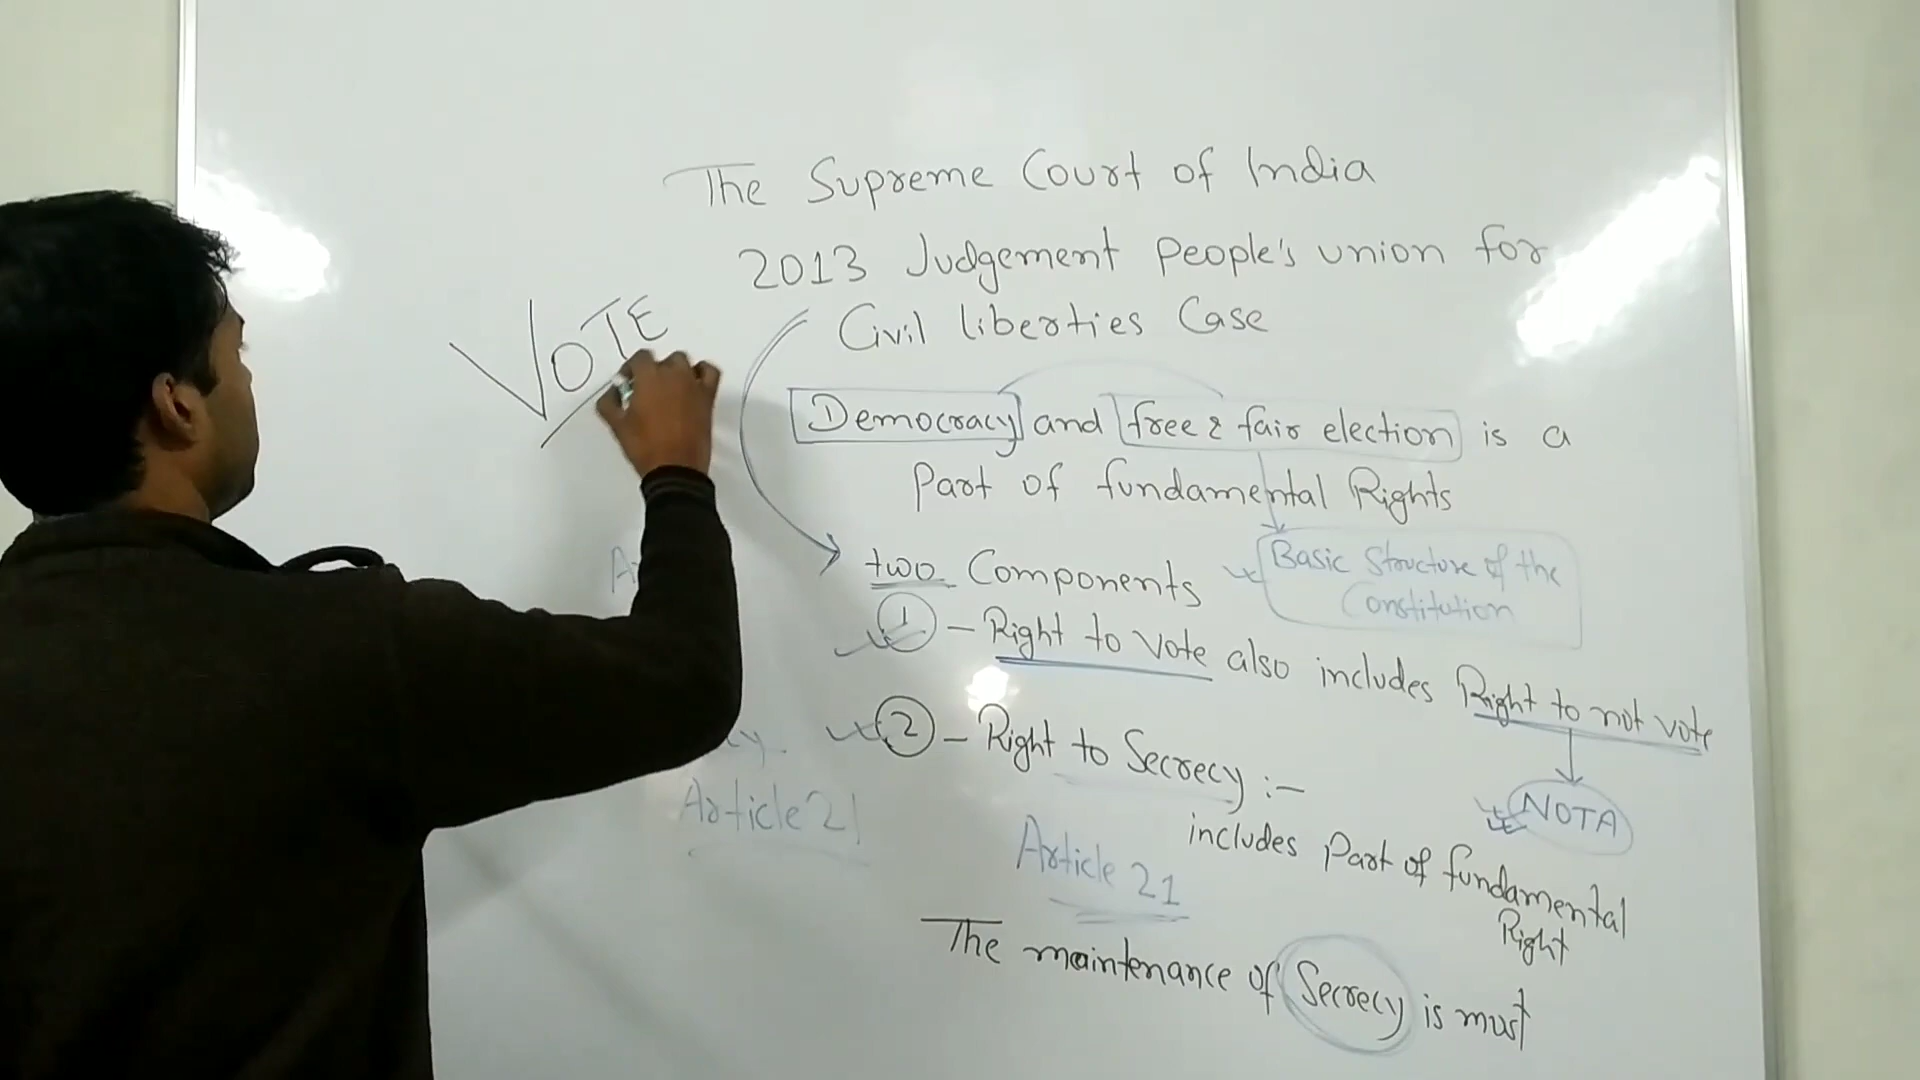 The Supreme Court of India
2013 Judgement People's union for
Civil liberties Case
VOTE
Democracy and free & fair election is a
Part of fundamental Rights
two Components
Basic Structure of the
Constitution
1 - Right to vote also includes Right to not vote
2 - Right to Secrecy :-
NOTA
Article 21
includes Part of fundamental
Right
Article 21
The maintenance of Secrecy is must